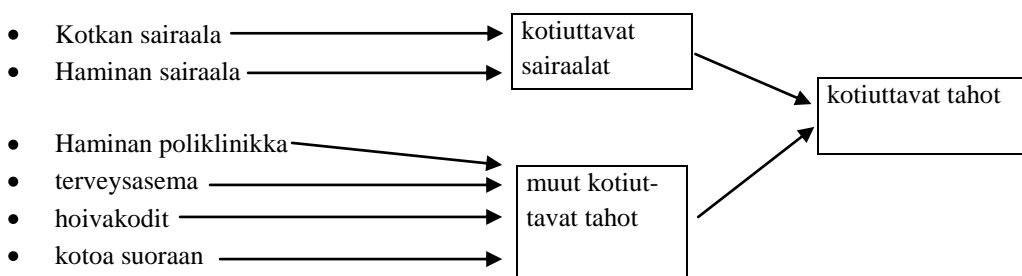 • Kotkan sairaala
• Haminan sairaala
kotiuttavat
sairaalat
• Haminan poliklinikka
• terveysasema
• hoivakodit
• kotoa suoraan
muut kotiut-
tavat tahot
kotiuttavat tahot